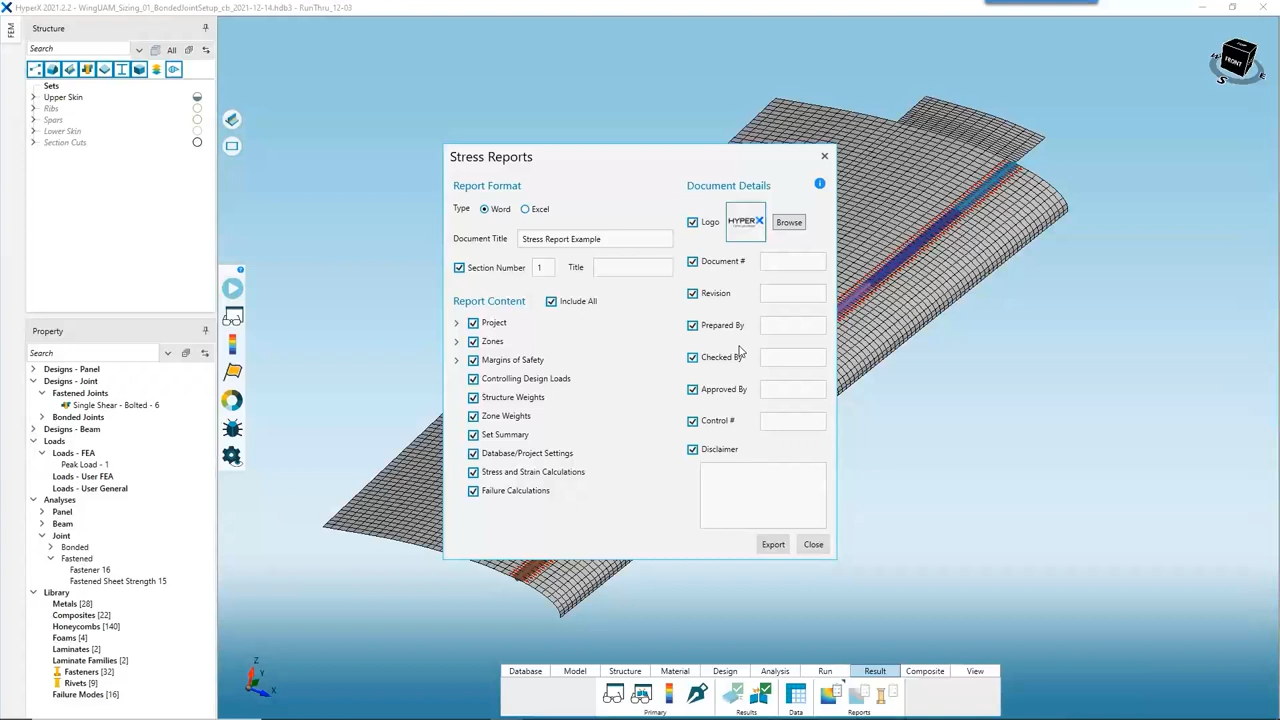 HyperX 2021.2.2 - WingUAM_Sizing_01_BondedJointSetup_cb_2021-12-14.hdb3 - RunThru_12-03
FEM
Structure
Search
All
Sets
Upper Skin
Ribs
Spars
Lower Skin
Section Cuts
Property
Search
Designs - Panel
Designs - Joint
Fastened Joints
Single Shear - Bolted - 6
Bonded Joints
Designs - Beam
Loads
Loads - FEA
Peak Load - 1
Loads - User FEA
Loads - User General
Analyses
Panel
Beam
Joint
Bonded
Fastened
Fastener 16
Fastened Sheet Strength 15
Library
Metals [28]
Composites [22]
Honeycombs [140]
Foams [4]
Laminates [2]
Laminate Families [2]
Fasteners [32]
Rivets [9]
Failure Modes [16]
Stress Reports
Report Format
Type Word Excel
Document Title Stress Report Example
Section Number 1 Title
Report Content Include All
Project
Zones
Margins of Safety
Controlling Design Loads
Structure Weights
Zone Weights
Set Summary
Database/Project Settings
Stress and Strain Calculations
Failure Calculations
Document Details
Logo HYPERX Browse
Document #
Revision
Prepared By
Checked By
Approved By
Control #
Disclaimer
Export Close
FRONT
S
E
Z
Y
X
Database Model Structure Material Design Analysis Run Result Composite View
Primary Results Data Reports